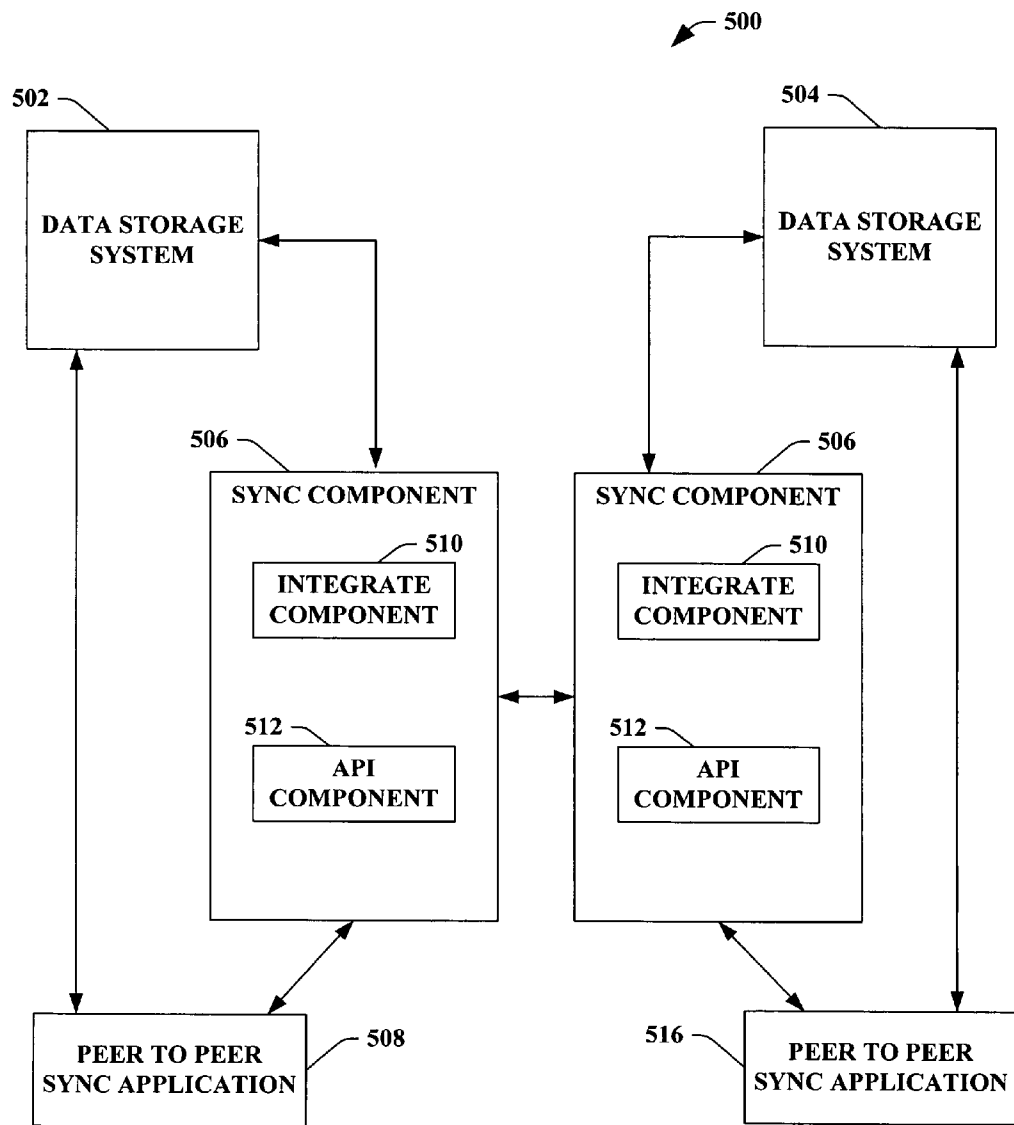 500
502
504
DATA STORAGE
SYSTEM
DATA STORAGE
SYSTEM
506
506
SYNC COMPONENT
SYNC COMPONENT
510
510
INTEGRATE
COMPONENT
INTEGRATE
COMPONENT
512
512
API
COMPONENT
API
COMPONENT
PEER TO PEER
SYNC APPLICATION
508
516
PEER TO PEER
SYNC APPLICATION